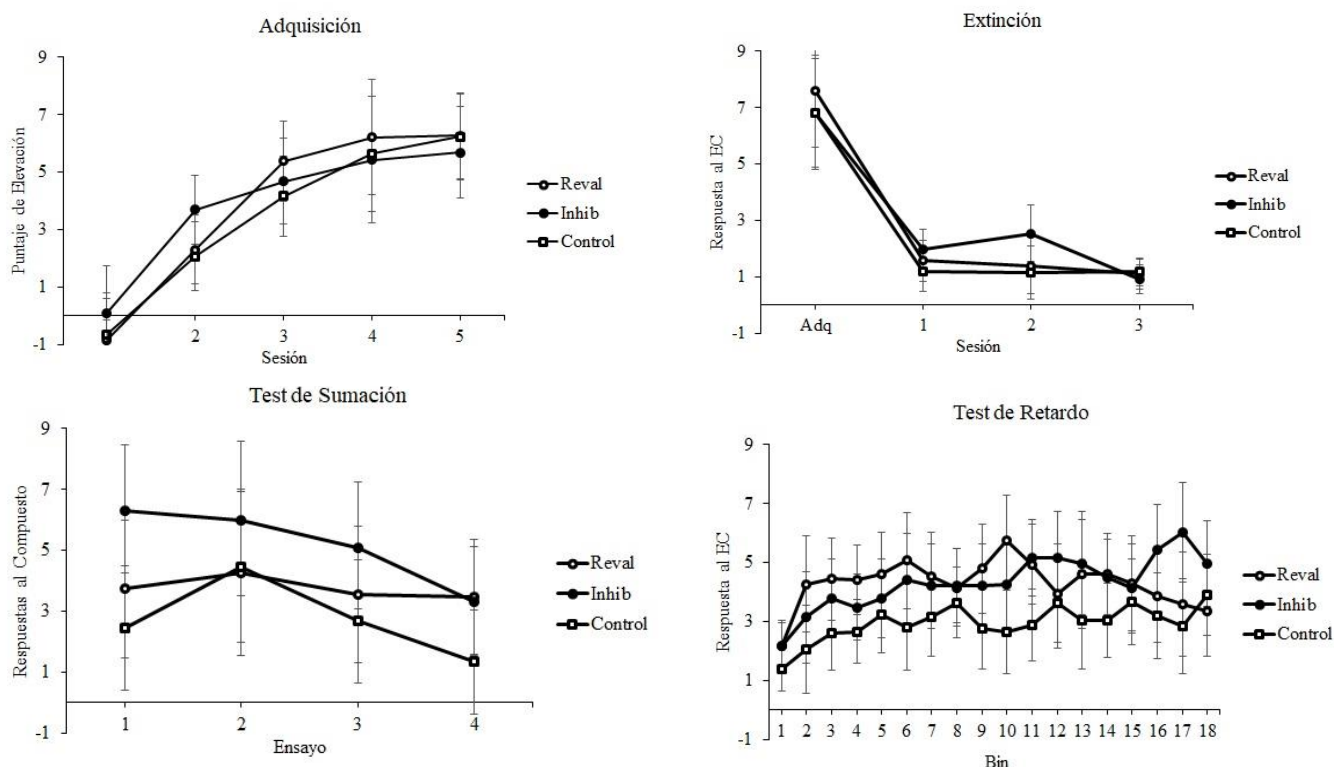 Adquisición
9
7
5
3
1
-1
Puntaje de Elevación
2 3 4 5
Sesión
Reval
Inhib
Control
Extinción
9
7
5
3
1
-1
Respuesta al EC
Adq 1 2 3
Sesión
Reval
Inhib
Control
Test de Sumación
9
7
5
3
1
-1
Respuestas al Compuesto
1 2 3 4
Ensayo
Reval
Inhib
Control
Test de Retardo
9
7
5
3
1
-1
Respuesta al EC
1 2 3 4 5 6 7 8 9 10 11 12 13 14 15 16 17 18
Bin
Reval
Inhib
Control